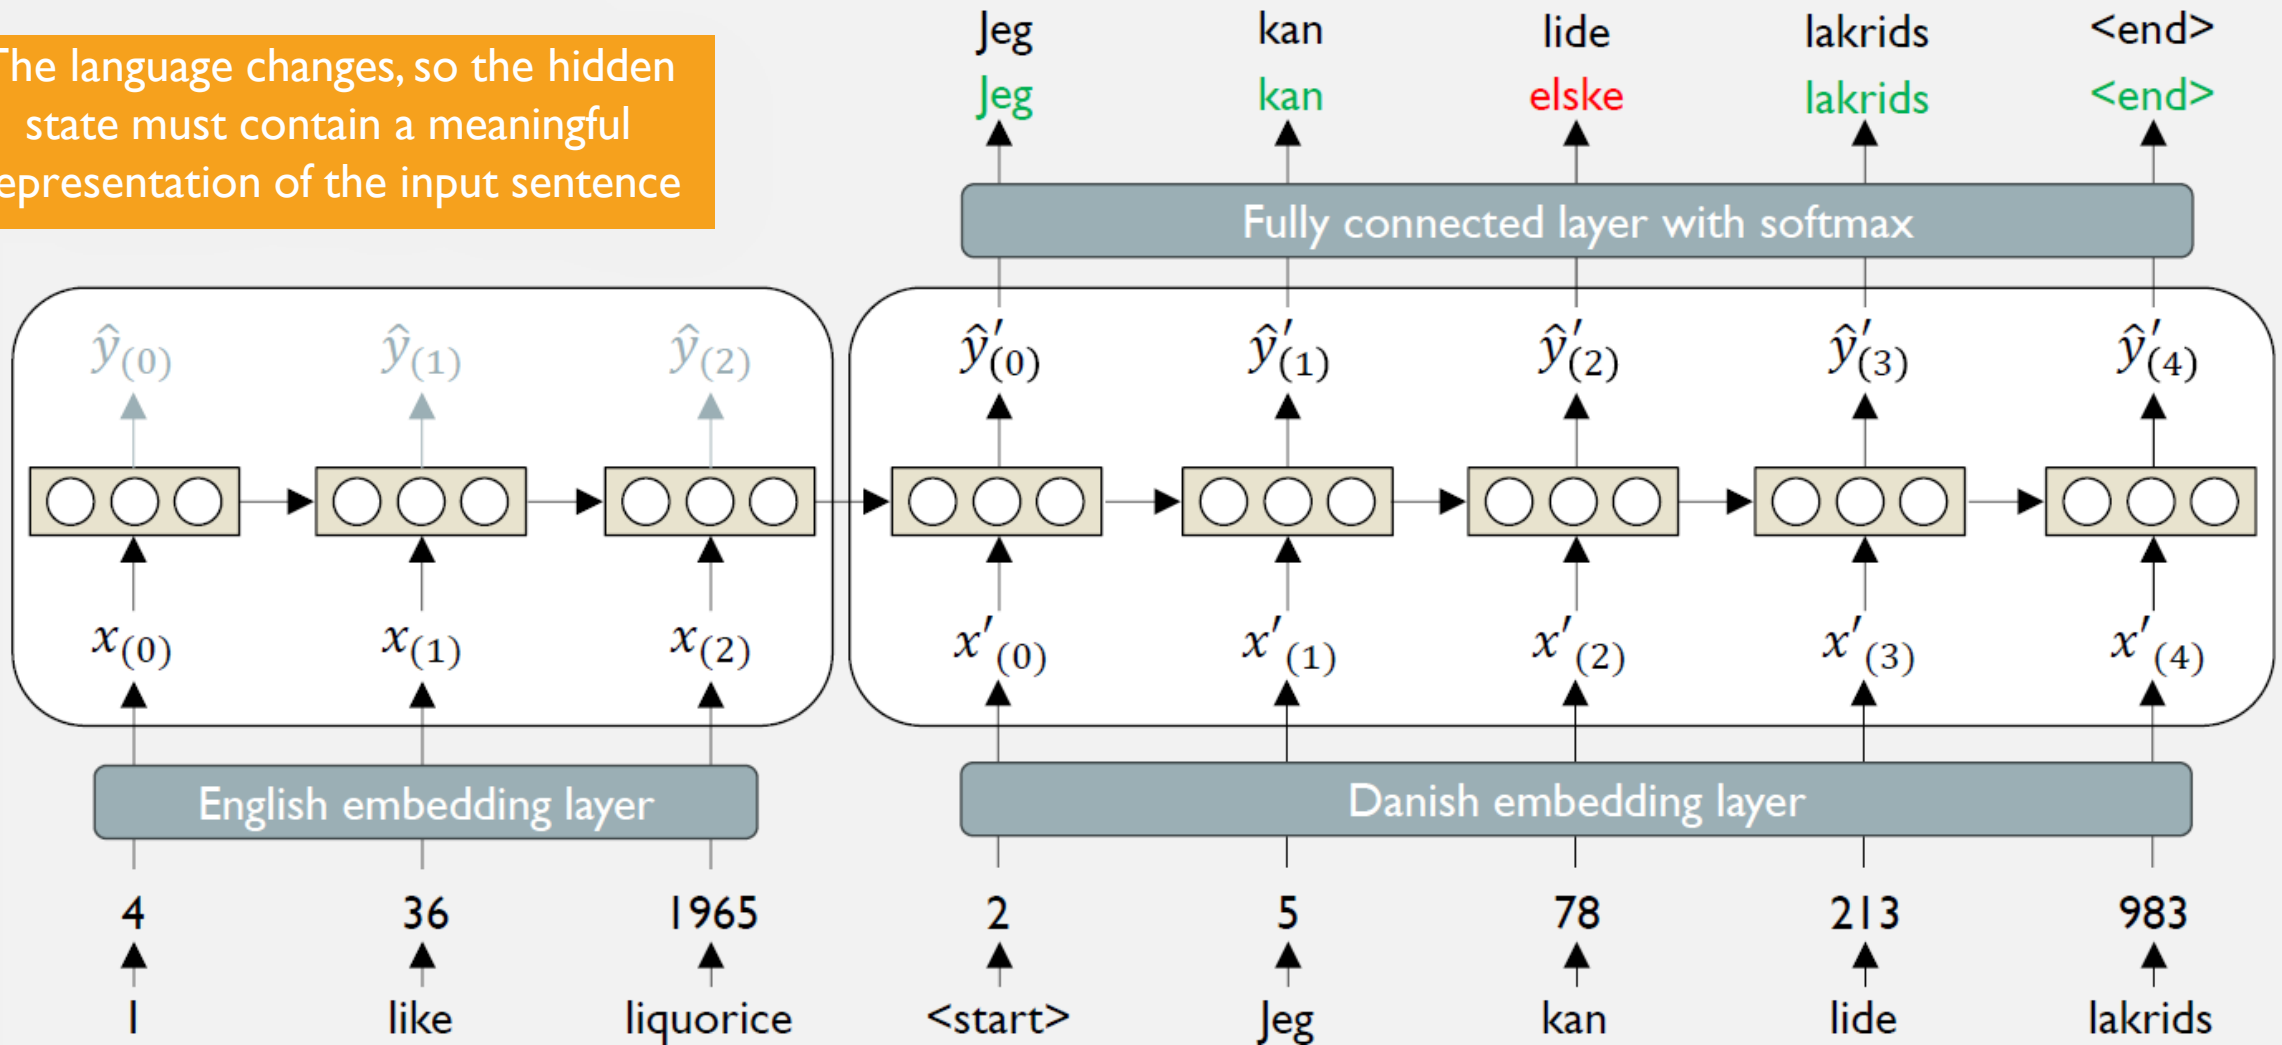 The language changes, so the hidden
state must contain a meaningful
representation of the input sentence
Jeg kan lide lakrids <end>
Jeg kan elske lakrids <end>
Fully connected layer with softmax
ŷ(0) ŷ(1) ŷ(2) ŷ′(0) ŷ′(1) ŷ′(2) ŷ′(3) ŷ′(4)
x(0) x(1) x(2) x′(0) x′(1) x′(2) x′(3) x′(4)
English embedding layer Danish embedding layer
4 36 1965 2 5 78 213 983
I like liquorice <start> Jeg kan lide lakrids